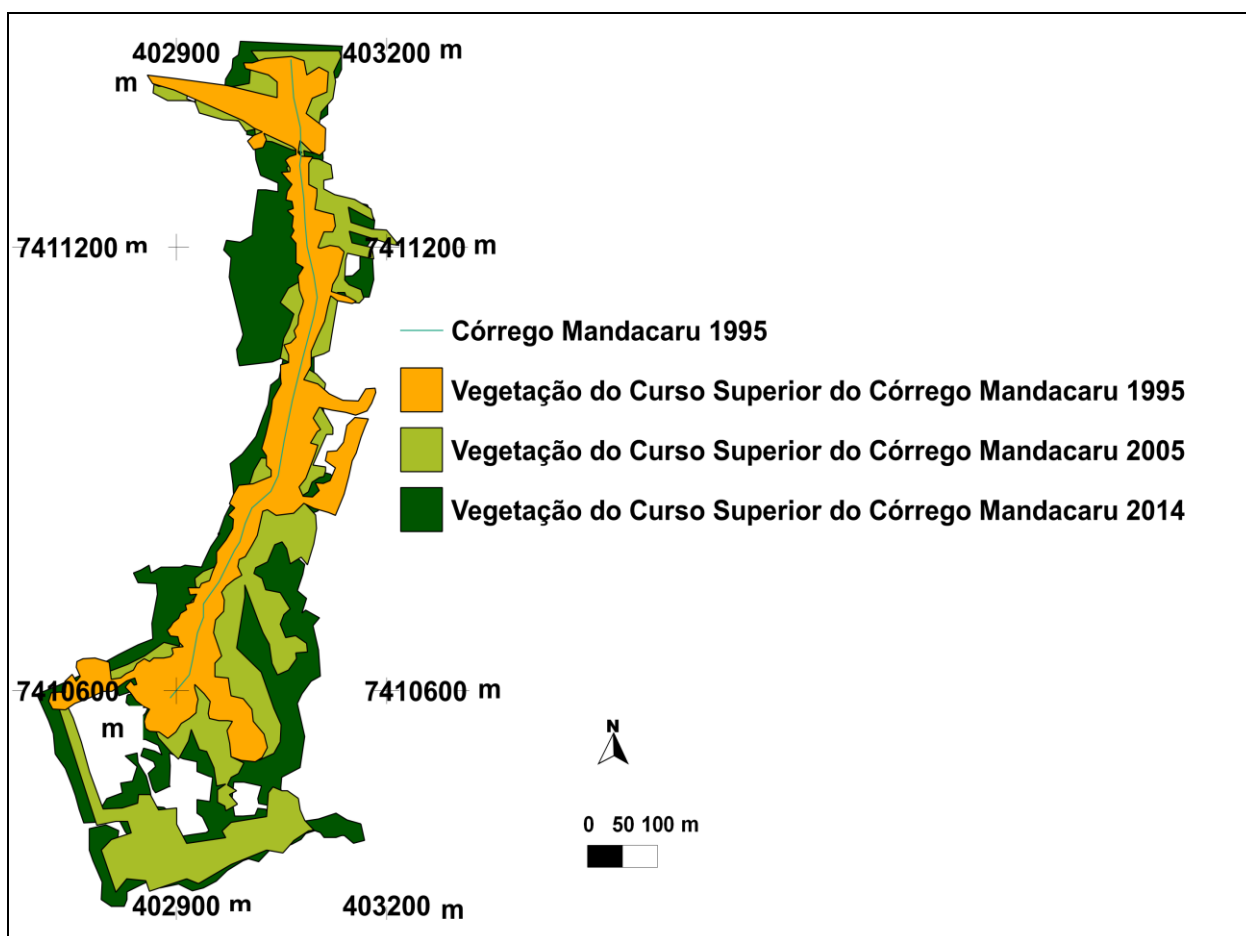 402900 m
403200 m
7411200 m
7411200 m
Córrego Mandacaru 1995
Vegetação do Curso Superior do Córrego Mandacaru 1995
Vegetação do Curso Superior do Córrego Mandacaru 2005
Vegetação do Curso Superior do Córrego Mandacaru 2014
7410600 m
7410600 m
N
0 50 100 m
402900 m
403200 m